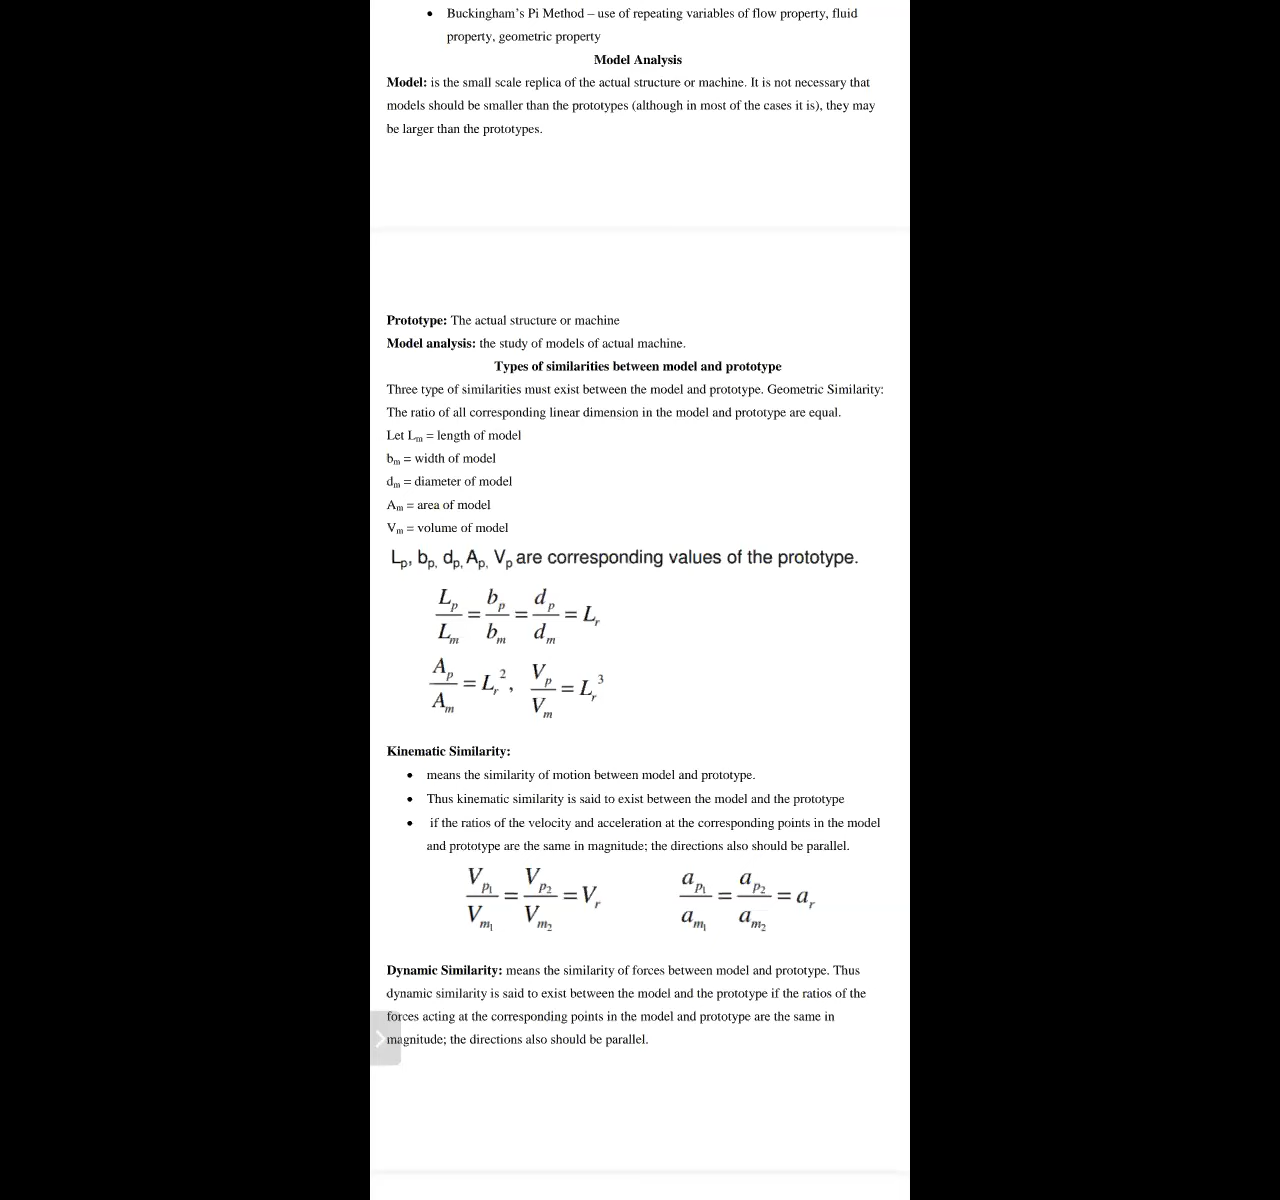 • Buckingham's Pi Method – use of repeating variables of flow property, fluid
property, geometric property
Model Analysis
Model: is the small scale replica of the actual structure or machine. It is not necessary that
models should be smaller than the prototypes (although in most of the cases it is), they may
be larger than the prototypes.
Prototype: The actual structure or machine
Model analysis: the study of models of actual machine.
Types of similarities between model and prototype
Three type of similarities must exist between the model and prototype. Geometric Similarity:
The ratio of all corresponding linear dimension in the model and prototype are equal.
Let Lₘ = length of model
bₘ = width of model
dₘ = diameter of model
Aₘ = area of model
Vₘ = volume of model
Lₚ, bₚ, dₚ, Aₚ, Vₚ are corresponding values of the prototype.
Lₚ/Lₘ = bₚ/bₘ = dₚ/dₘ = Lᵣ
Aₚ/Aₘ = Lᵣ², Vₚ/Vₘ = Lᵣ³
Kinematic Similarity:
• means the similarity of motion between model and prototype.
• Thus kinematic similarity is said to exist between the model and the prototype
• if the ratios of the velocity and acceleration at the corresponding points in the model
and prototype are the same in magnitude; the directions also should be parallel.
Vₚ₁/Vₘ₁ = Vₚ₂/Vₘ₂ = Vᵣ aₚ₁/aₘ₁ = aₚ₂/aₘ₂ = aᵣ
Dynamic Similarity: means the similarity of forces between model and prototype. Thus
dynamic similarity is said to exist between the model and the prototype if the ratios of the
forces acting at the corresponding points in the model and prototype are the same in
magnitude; the directions also should be parallel.